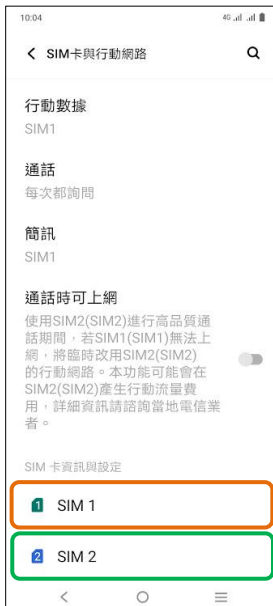 10:04
4G
SIM卡與行動網路
行動數據
SIM1
通話
每次都詢問
簡訊
SIM1
通話時可上網
使用SIM2(SIM2)進行高品質通
話期間，若SIM1(SIM1)無法上
網，將臨時改用SIM2(SIM2)
的行動網路。本功能可能會在
SIM2(SIM2)產生行動流量費
用，詳細資訊請諮詢當地電信業
者。
SIM 卡資訊與設定
1 SIM 1
2 SIM 2